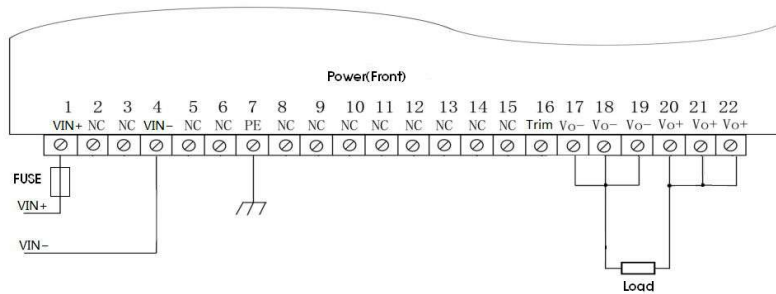 Power(Front)
1 2 3 4 5 6 7 8 9 10 11 12 13 14 15 16 17 18 19 20 21 22
VIN+ NC NC VIN- NC NC PE NC NC NC NC NC NC NC NC Trim Vo- Vo- Vo- Vo+ Vo+ Vo+
FUSE
VIN+
VIN-
Load